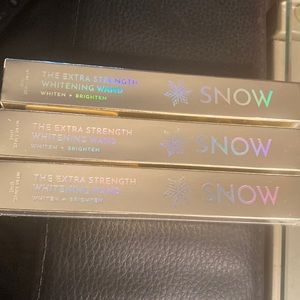 THE EXTRA STRENGTH
WHITENING WAND
WHITEN + BRIGHTEN
SNOW
THE EXTRA STRENGTH
WHITENING WAND
WHITEN + BRIGHTEN
SNOW
THE EXTRA STRENGTH
WHITENING WAND
WHITEN + BRIGHTEN
SNOW